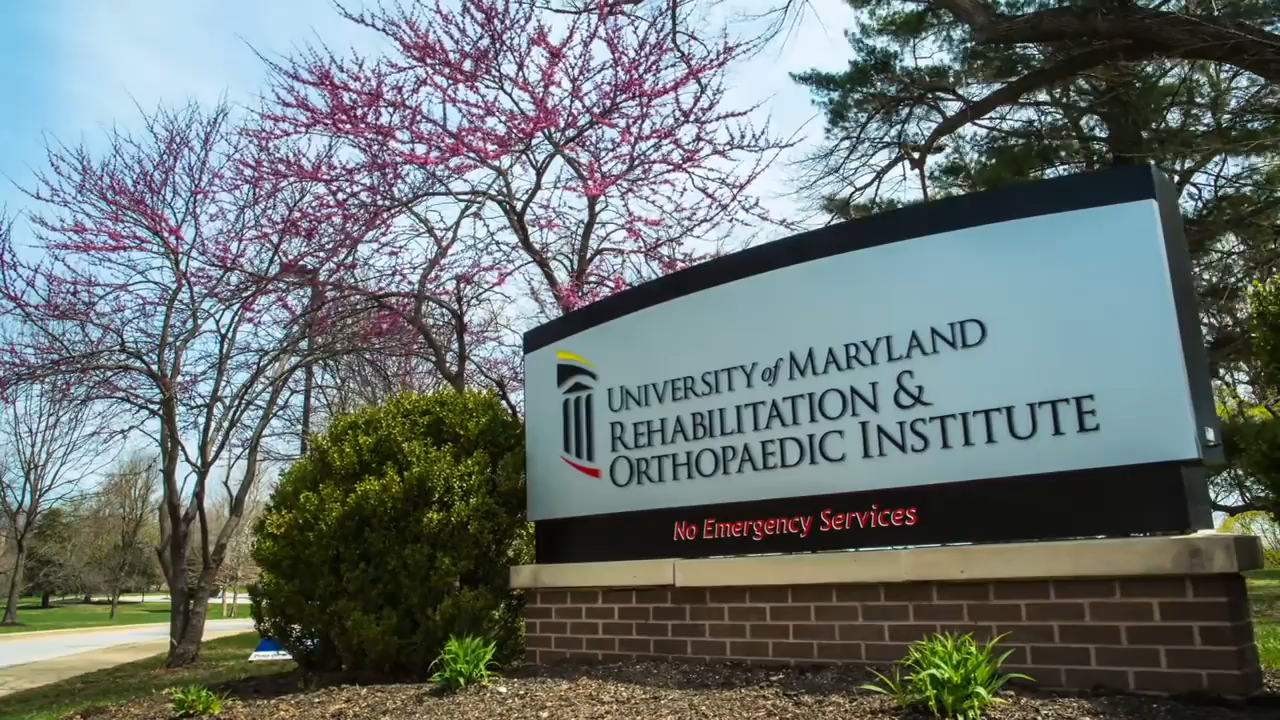 University of Maryland
Rehabilitation &
Orthopaedic Institute
No Emergency Services